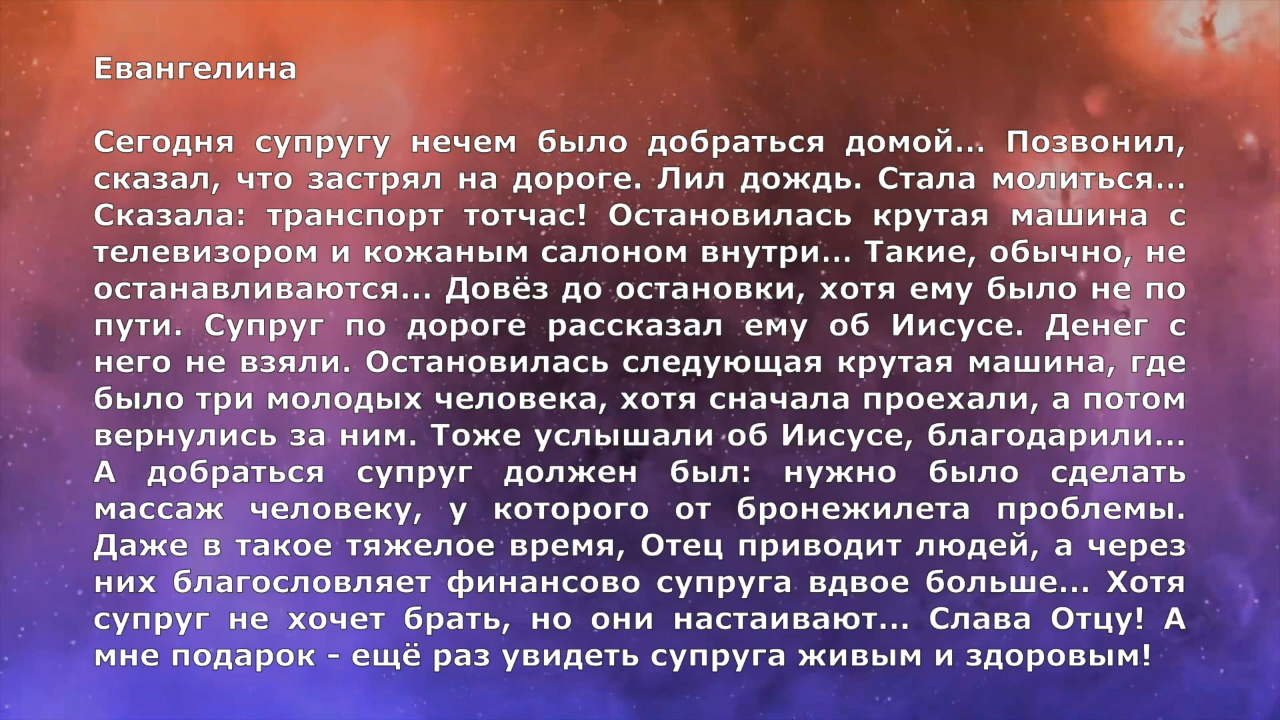 Евангелина
Сегодня супругу нечем было добраться домой... Позвонил,
сказал, что застрял на дороге. Лил дождь. Стала молиться...
Сказала: транспорт тотчас! Остановилась крутая машина с
телевизором и кожаным салоном внутри... Такие, обычно, не
останавливаются... Довёз до остановки, хотя ему было не по
пути. Супруг по дороге рассказал ему об Иисусе. Денег с
него не взяли. Остановилась следующая крутая машина, где
было три молодых человека, хотя сначала проехали, а потом
вернулись за ним. Тоже услышали об Иисусе, благодарили...
А добраться супруг должен был: нужно было сделать
массаж человеку, у которого от бронежилета проблемы.
Даже в такое тяжелое время, Отец приводит людей, а через
них благословляет финансово супруга вдвое больше... Хотя
супруг не хочет брать, но они настаивают... Слава Отцу! А
мне подарок - ещё раз увидеть супруга живым и здоровым!